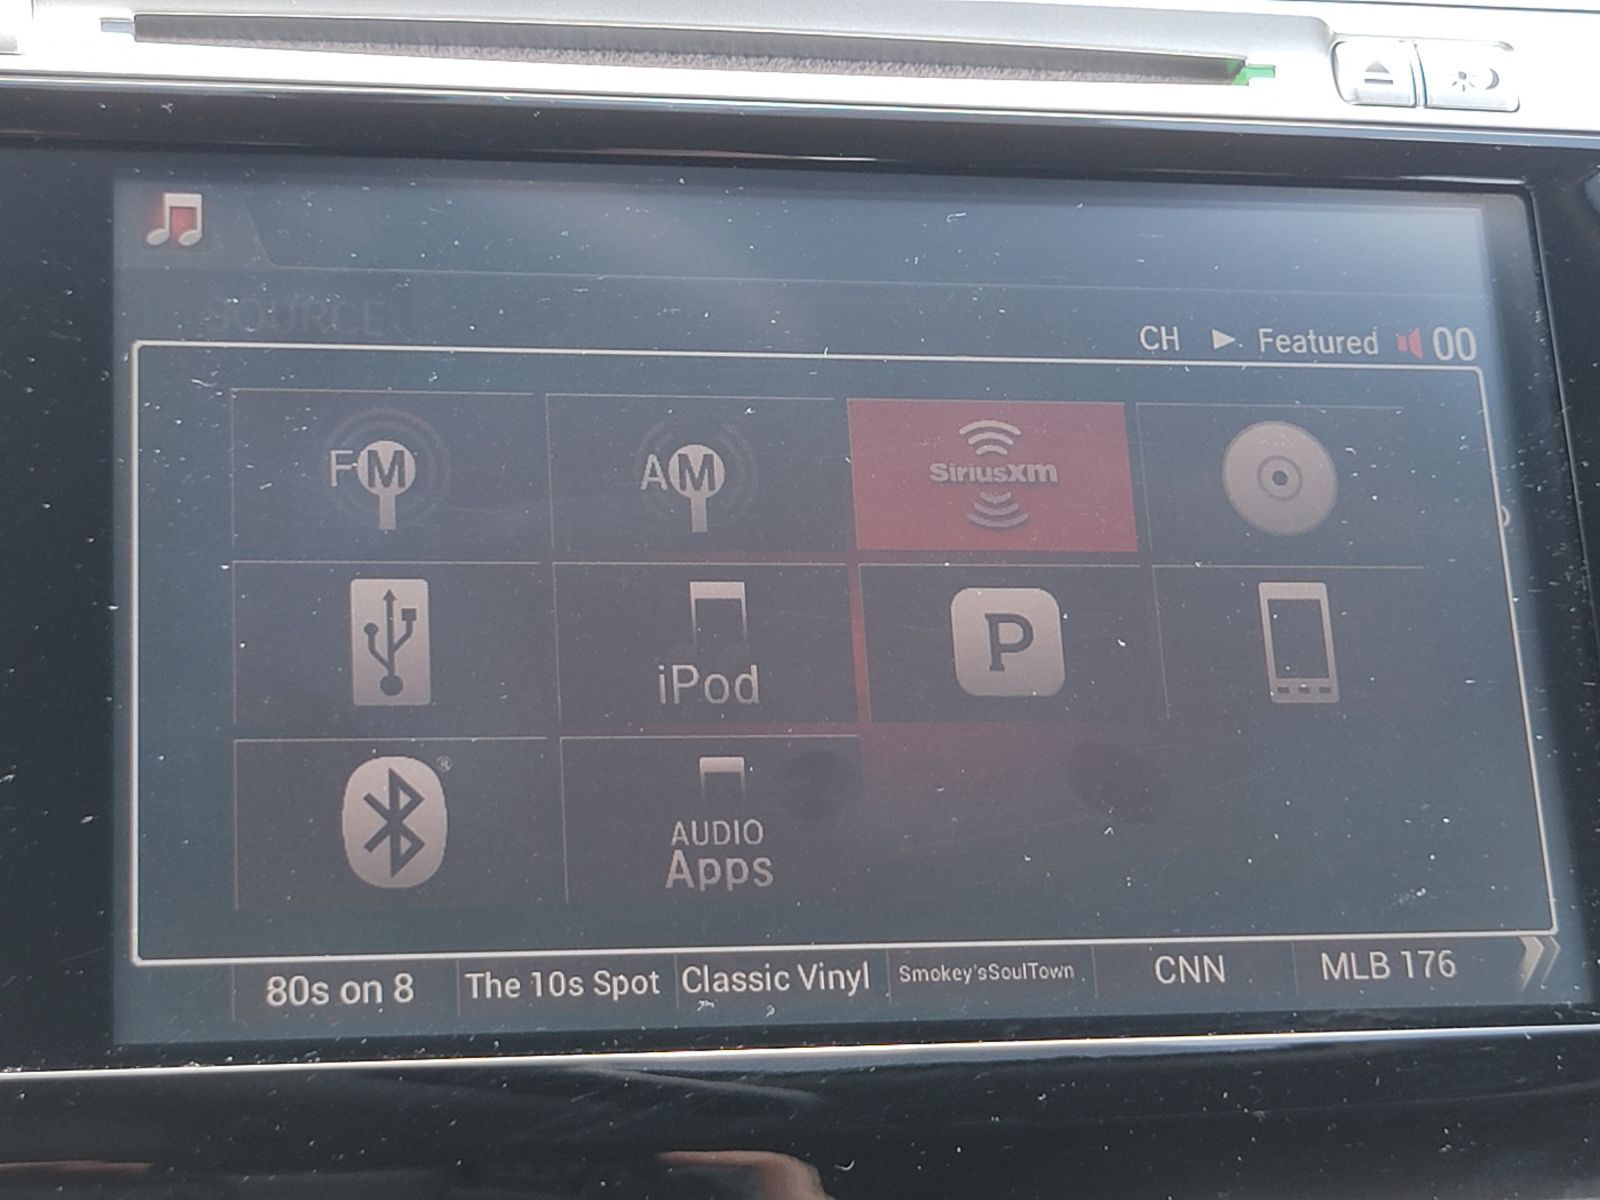 SOURCE
CH ▶ Featured 00
FM
AM
SiriusXM
iPod
P
®
AUDIO
Apps
80s on 8
The 10s Spot
Classic Vinyl
Smokey'sSoulTown
CNN
MLB 176